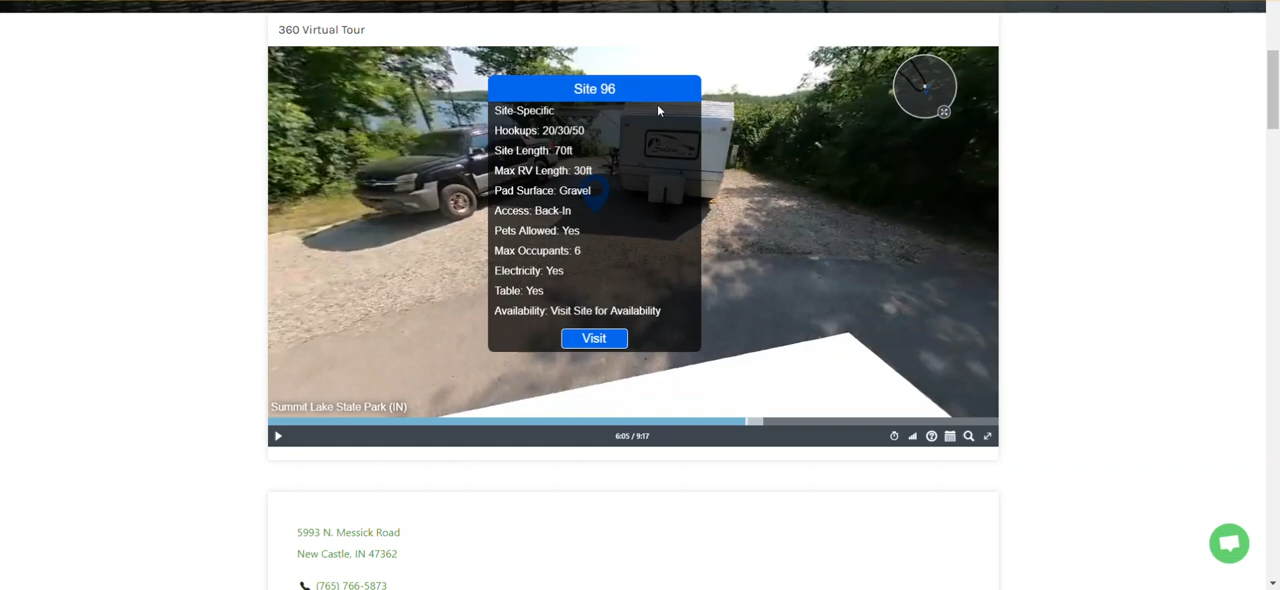 360 Virtual Tour
Site 96
Site-Specific
Hookups: 20/30/50
Site Length: 70ft
Max RV Length: 30ft
Pad Surface: Gravel
Access: Back-In
Pets Allowed: Yes
Max Occupants: 6
Electricity: Yes
Table: Yes
Availability: Visit Site for Availability
Visit
Summit Lake State Park (IN)
6:05 / 9:17
5993 N. Messick Road
New Castle, IN 47362
(765) 766-5873